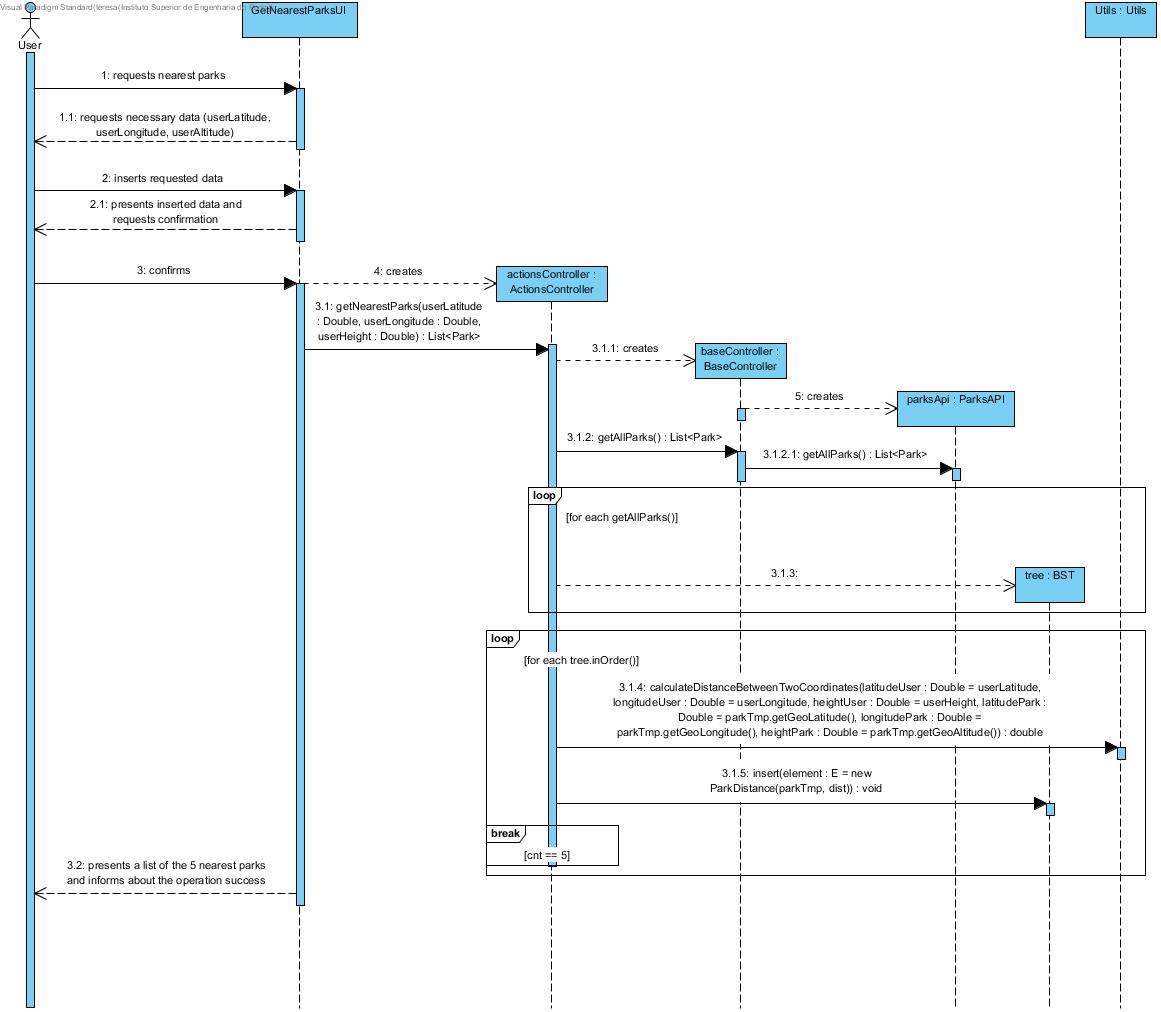 Visual Paradigm Standard(teresa(Instituto Superior de Engenharia do
GetNearestParksUI
Utils : Utils
User
1: requests nearest parks
1.1: requests necessary data (userLatitude,
userLongitude, userAltitude)
2: inserts requested data
2.1: presents inserted data and
requests confirmation
3: confirms
4: creates
actionsController :
ActionsController
3.1: getNearestParks(userLatitude
: Double, userLongitude : Double,
userHeight : Double) : List<Park>
3.1.1: creates
baseController :
BaseController
5: creates
parksApi : ParksAPI
3.1.2: getAllParks() : List<Park>
3.1.2.1: getAllParks() : List<Park>
loop
[for each getAllParks()]
3.1.3:
tree : BST
loop
[for each tree.inOrder()]
3.1.4: calculateDistanceBetweenTwoCoordinates(latitudeUser : Double = userLatitude,
longitudeUser : Double = userLongitude, heightUser : Double = userHeight, latitudePark :
Double = parkTmp.getGeoLatitude(), longitudePark : Double =
parkTmp.getGeoLongitude(), heightPark : Double = parkTmp.getGeoAltitude()) : double
3.1.5: insert(element : E = new
ParkDistance(parkTmp, dist)) : void
break
[cnt == 5]
3.2: presents a list of the 5 nearest parks
and informs about the operation success